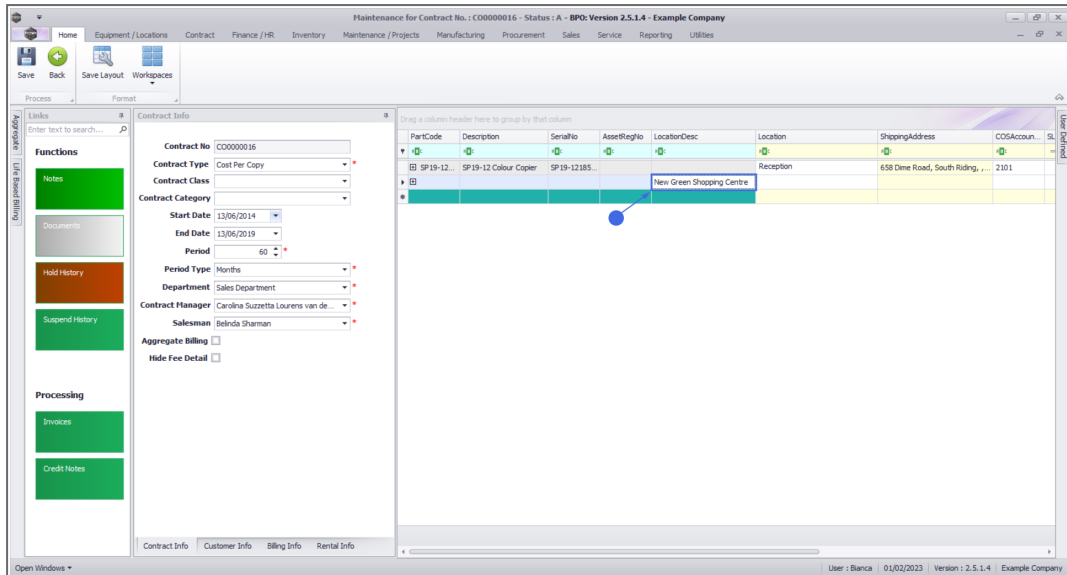 Maintenance for Contract No. : CO0000016 - Status : A - BPO: Version 2.5.1.4 - Example Company
Home Equipment / Locations Contract Finance / HR Inventory Maintenance / Projects Manufacturing Procurement Sales Service Reporting Utilities
Save Back Save Layout Workspaces
Process Format
Aggregate
Life Based Billing
Links
Enter text to search...
Functions
Notes
Documents
Hold History
Suspend History
Processing
Invoices
Credit Notes
Contract Info
Contract No CO0000016
Contract Type Cost Per Copy *
Contract Class
Contract Category
Start Date 13/06/2014
End Date 13/06/2019
Period 60 *
Period Type Months *
Department Sales Department *
Contract Manager Carolina Suzzetta Lourens van de... *
Salesman Belinda Sharman *
Aggregate Billing
Hide Fee Detail
Contract Info Customer Info Billing Info Rental Info
Drag a column header here to group by that column
PartCode Description SerialNo AssetRegNo LocationDesc Location ShippingAddress COSAccoun... SL
SP19-12... SP19-12 Colour Copier SP19-12185... Reception 658 Dime Road, South Riding, ,... 2101
New Green Shopping Centre
User Defined
Open Windows
User : Bianca 01/02/2023 Version : 2.5.1.4 Example Company